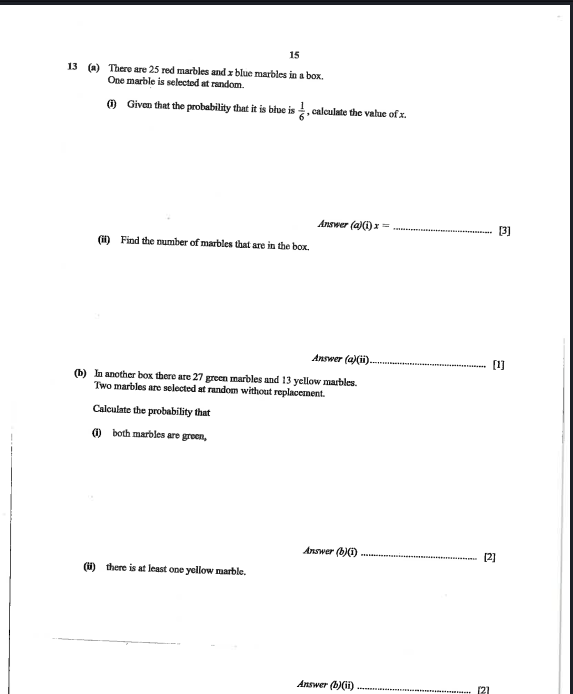 15
13 (a) There are 25 red marbles and x blue marbles in a box.
One marble is selected at random.
(i) Given that the probability that it is blue is 1/6, calculate the value of x.
Answer (a)(i) x = ........................................ [3]
(ii) Find the number of marbles that are in the box.
Answer (a)(ii)........................................ [1]
(b) In another box there are 27 green marbles and 13 yellow marbles.
Two marbles are selected at random without replacement.
Calculate the probability that
(i) both marbles are green,
Answer (b)(i) ........................................ [2]
(ii) there is at least one yellow marble.
Answer (b)(ii) ........................................ [2]